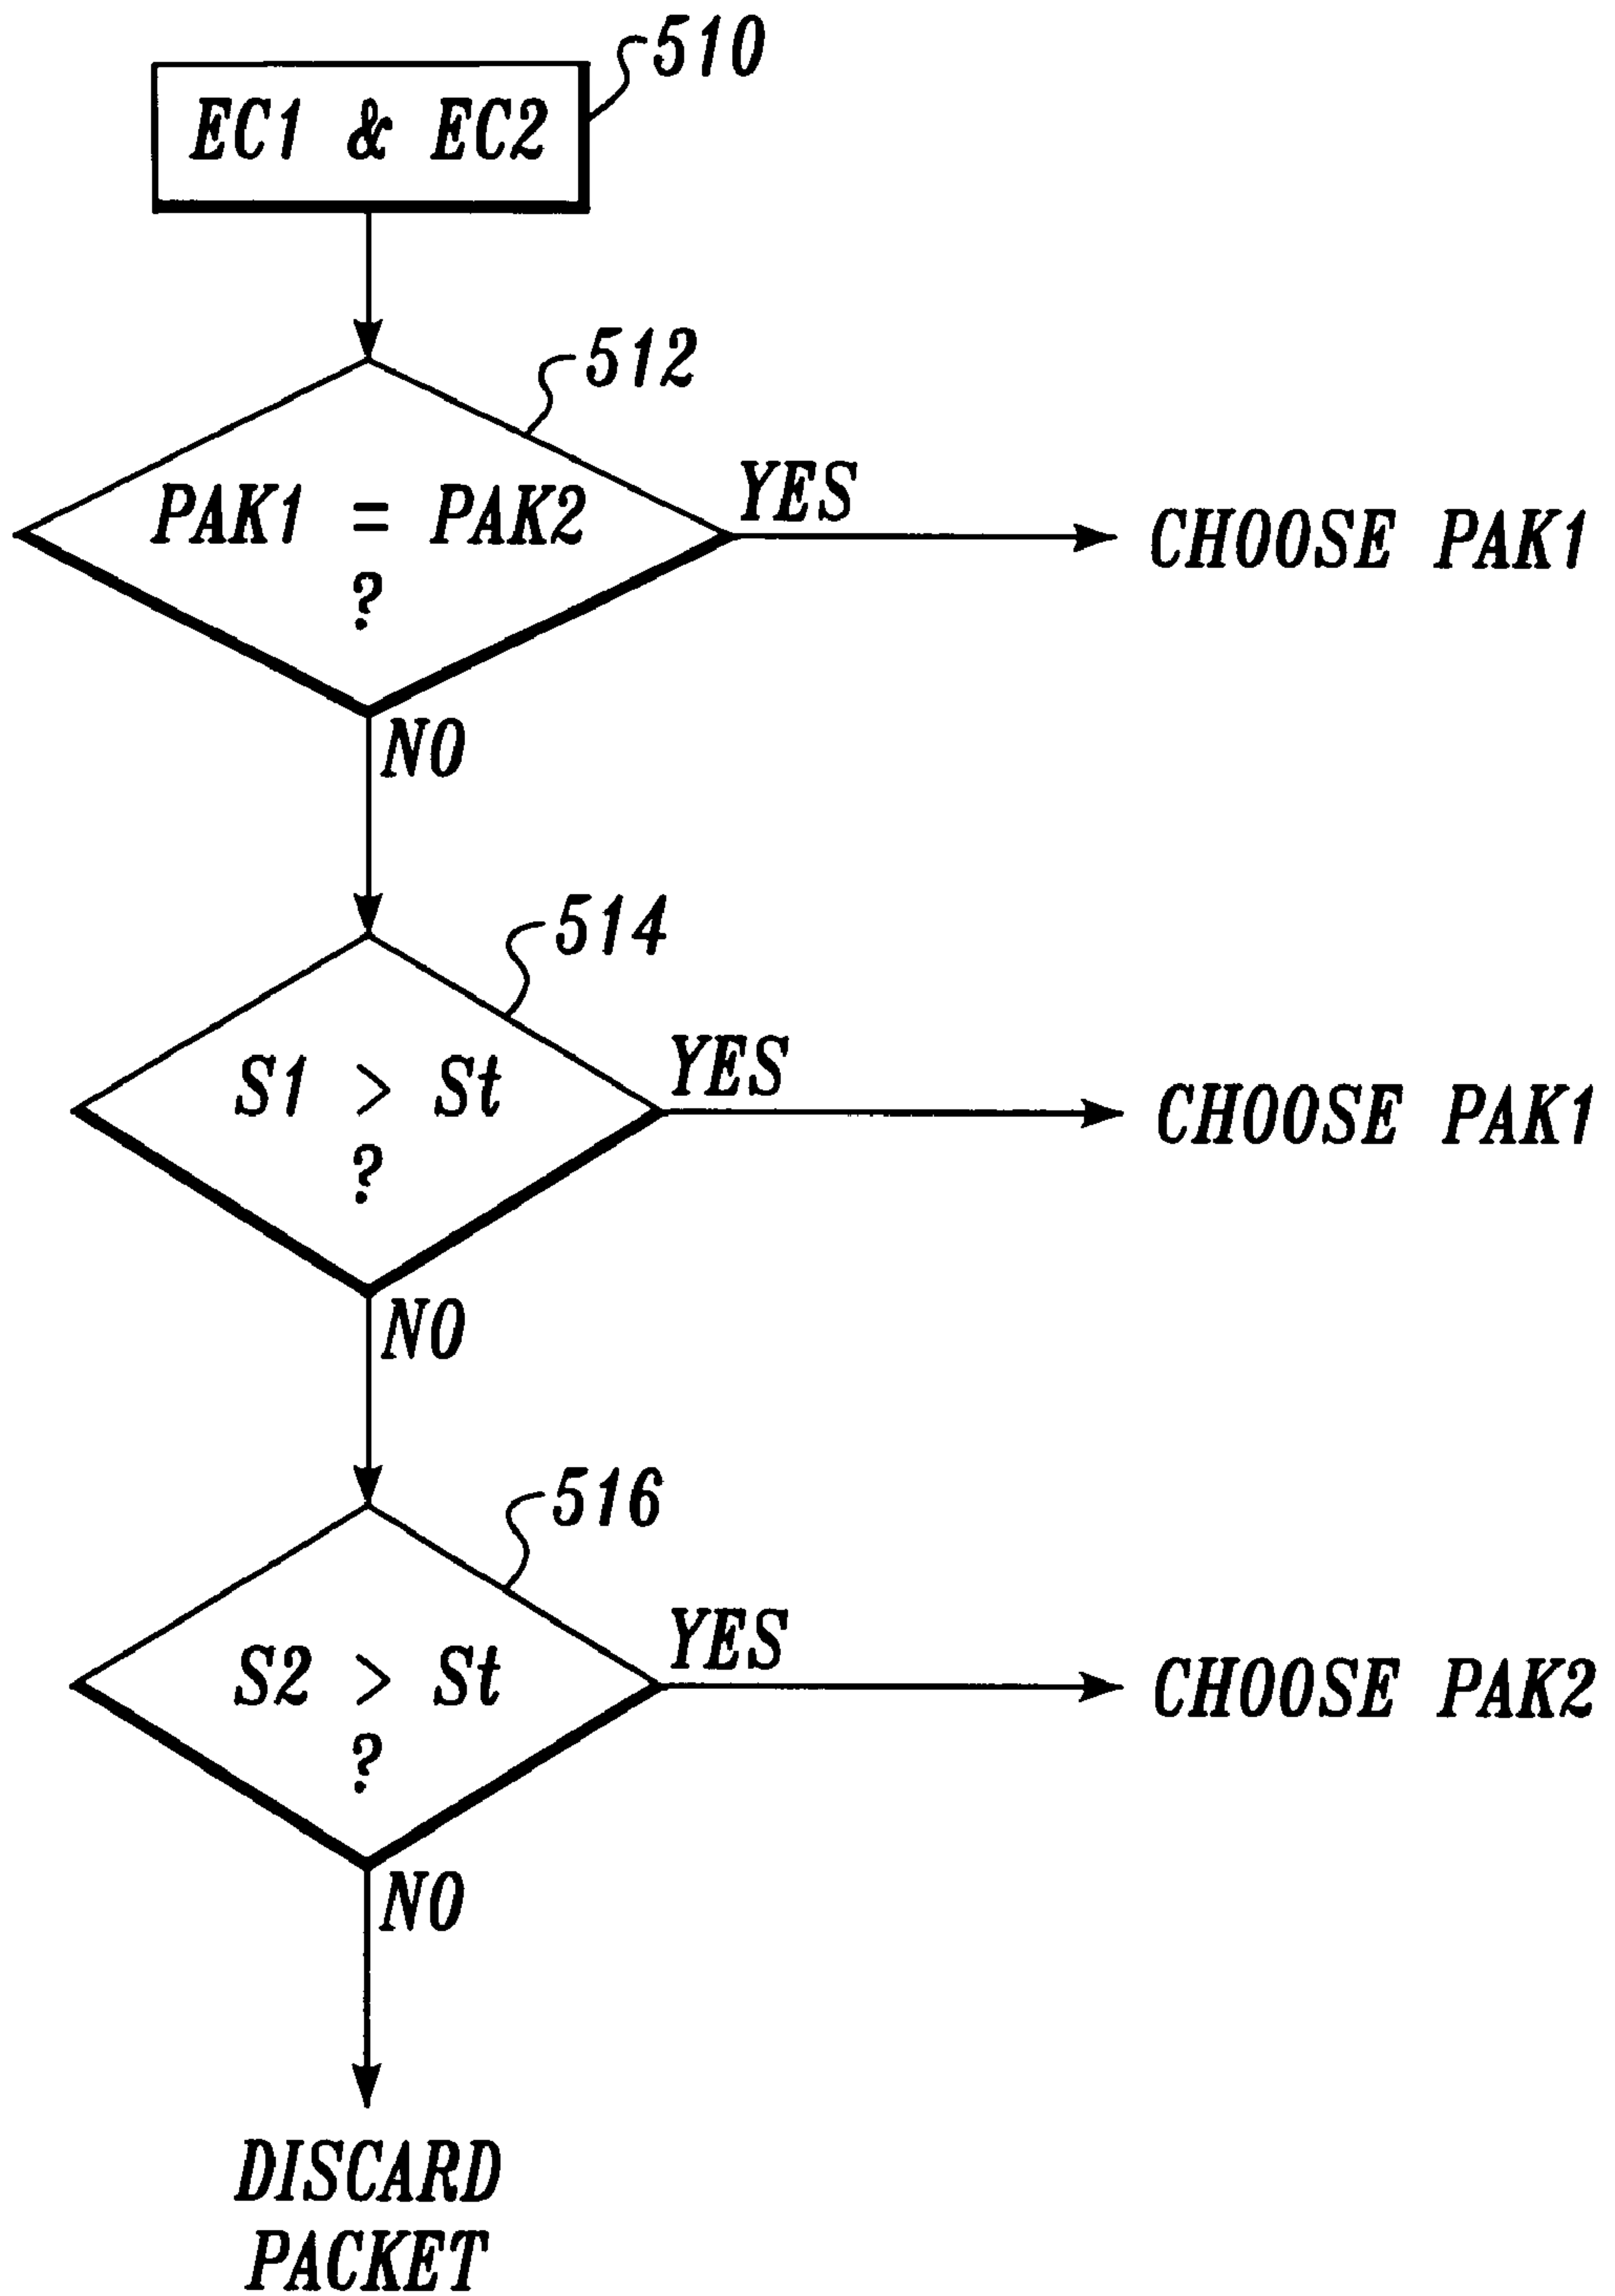 510
EC1 & EC2
512
PAK1 = PAK2
?
YES
CHOOSE PAK1
NO
514
S1 > St
?
YES
CHOOSE PAK1
NO
516
S2 > St
?
YES
CHOOSE PAK2
NO
DISCARD
PACKET